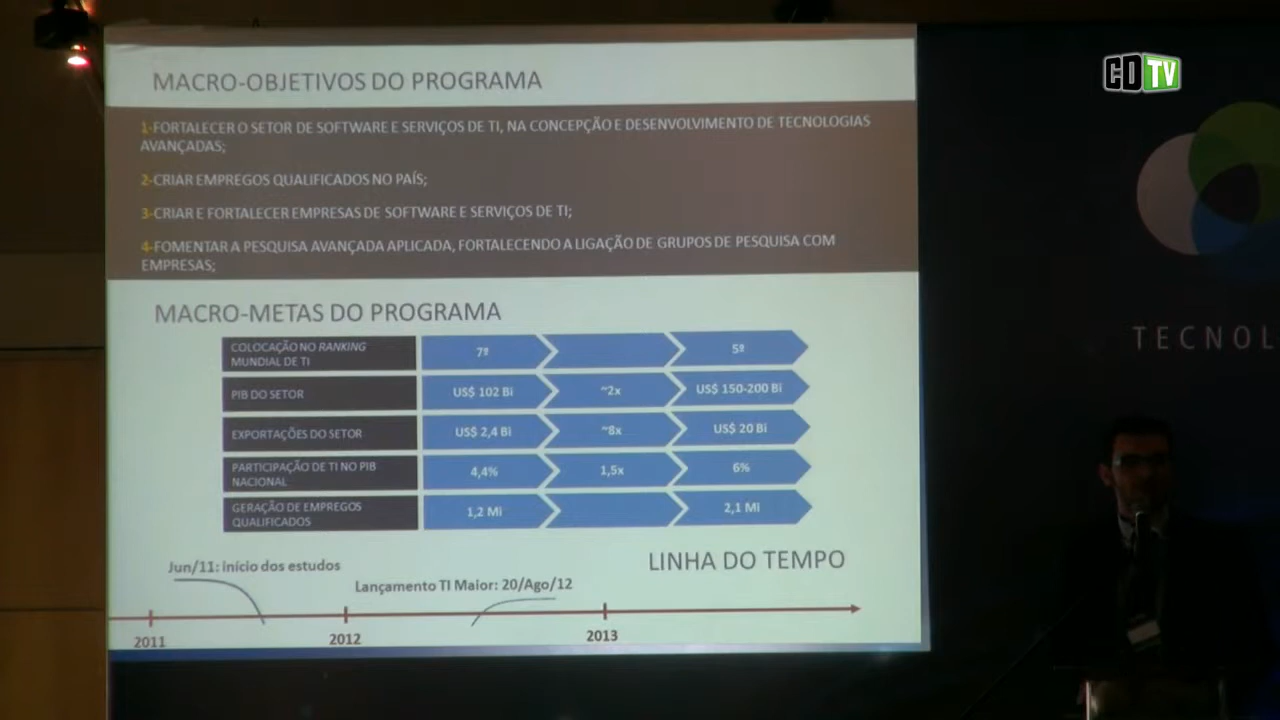 CDTV
MACRO-OBJETIVOS DO PROGRAMA
1-FORTALECER O SETOR DE SOFTWARE E SERVIÇOS DE TI, NA CONCEPÇÃO E DESENVOLVIMENTO DE TECNOLOGIAS
AVANÇADAS;
2-CRIAR EMPREGOS QUALIFICADOS NO PAÍS;
3-CRIAR E FORTALECER EMPRESAS DE SOFTWARE E SERVIÇOS DE TI;
4-FOMENTAR A PESQUISA AVANÇADA APLICADA, FORTALECENDO A LIGAÇÃO DE GRUPOS DE PESQUISA COM
EMPRESAS;
TECNOL
MACRO-METAS DO PROGRAMA
COLOCAÇÃO NO RANKING
MUNDIAL DE TI
7º
5º
PIB DO SETOR
US$ 102 Bi
~2x
US$ 150-200 Bi
EXPORTAÇÕES DO SETOR
US$ 2,4 Bi
~8x
US$ 20 Bi
PARTICIPAÇÃO DE TI NO PIB
NACIONAL
4,4%
1,5x
6%
GERAÇÃO DE EMPREGOS
QUALIFICADOS
1,2 Mi
2,1 Mi
LINHA DO TEMPO
Jun/11: início dos estudos
Lançamento TI Maior: 20/Ago/12
2011
2012
2013